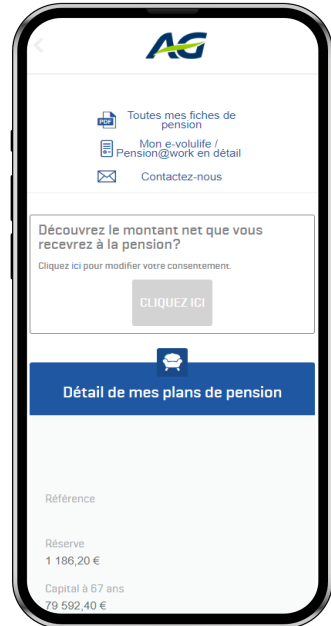 AG
Toutes mes fiches de
pension
Mon e-volulife /
Pension@work en détail
Contactez-nous
Découvrez le montant net que vous
recevrez à la pension?
Cliquez ici pour modifier votre consentement.
CLIQUEZ ICI
Détail de mes plans de pension
Référence
Réserve
1 186,20 €
Capital à 67 ans
79 592,40 €